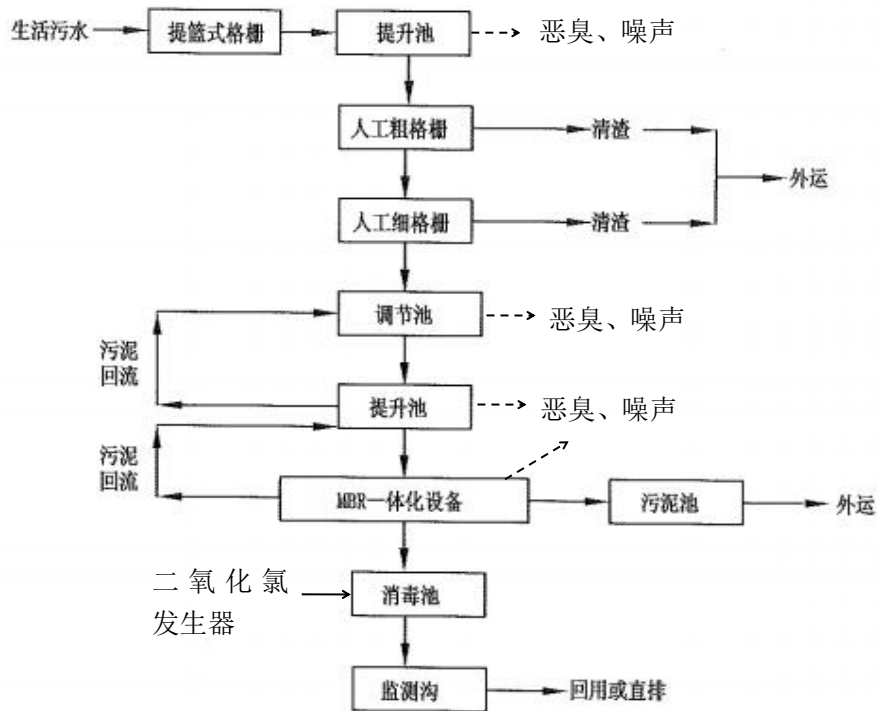 生活污水
提篮式格栅
提升池
恶臭、噪声
人工粗格栅
清渣
外运
人工细格栅
清渣
调节池
恶臭、噪声
污泥
回流
提升池
恶臭、噪声
污泥
回流
MBR一体化设备
污泥池
外运
二氧化氯
发生器
消毒池
监测沟
回用或直排